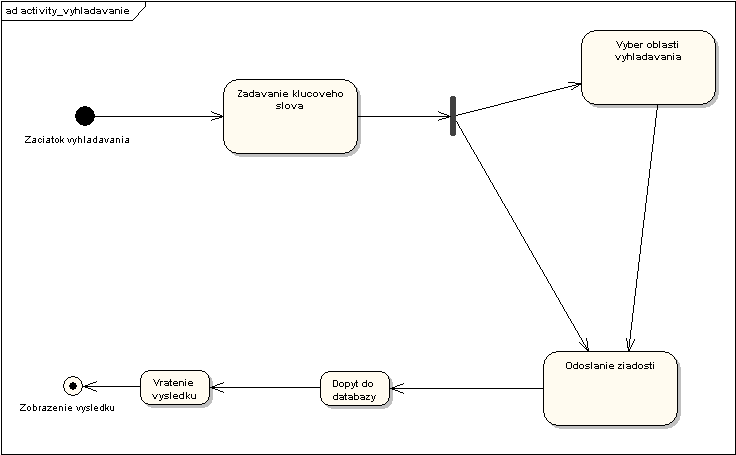 ad activity_vyhladavanie
Vyber oblasti
vyhladavania
Zadavanie klucoveho
slova
Zaciatok vyhladavania
Odoslanie ziadosti
Vratenie
vysledku
Dopyt do
databazy
Zobrazenie vysledku